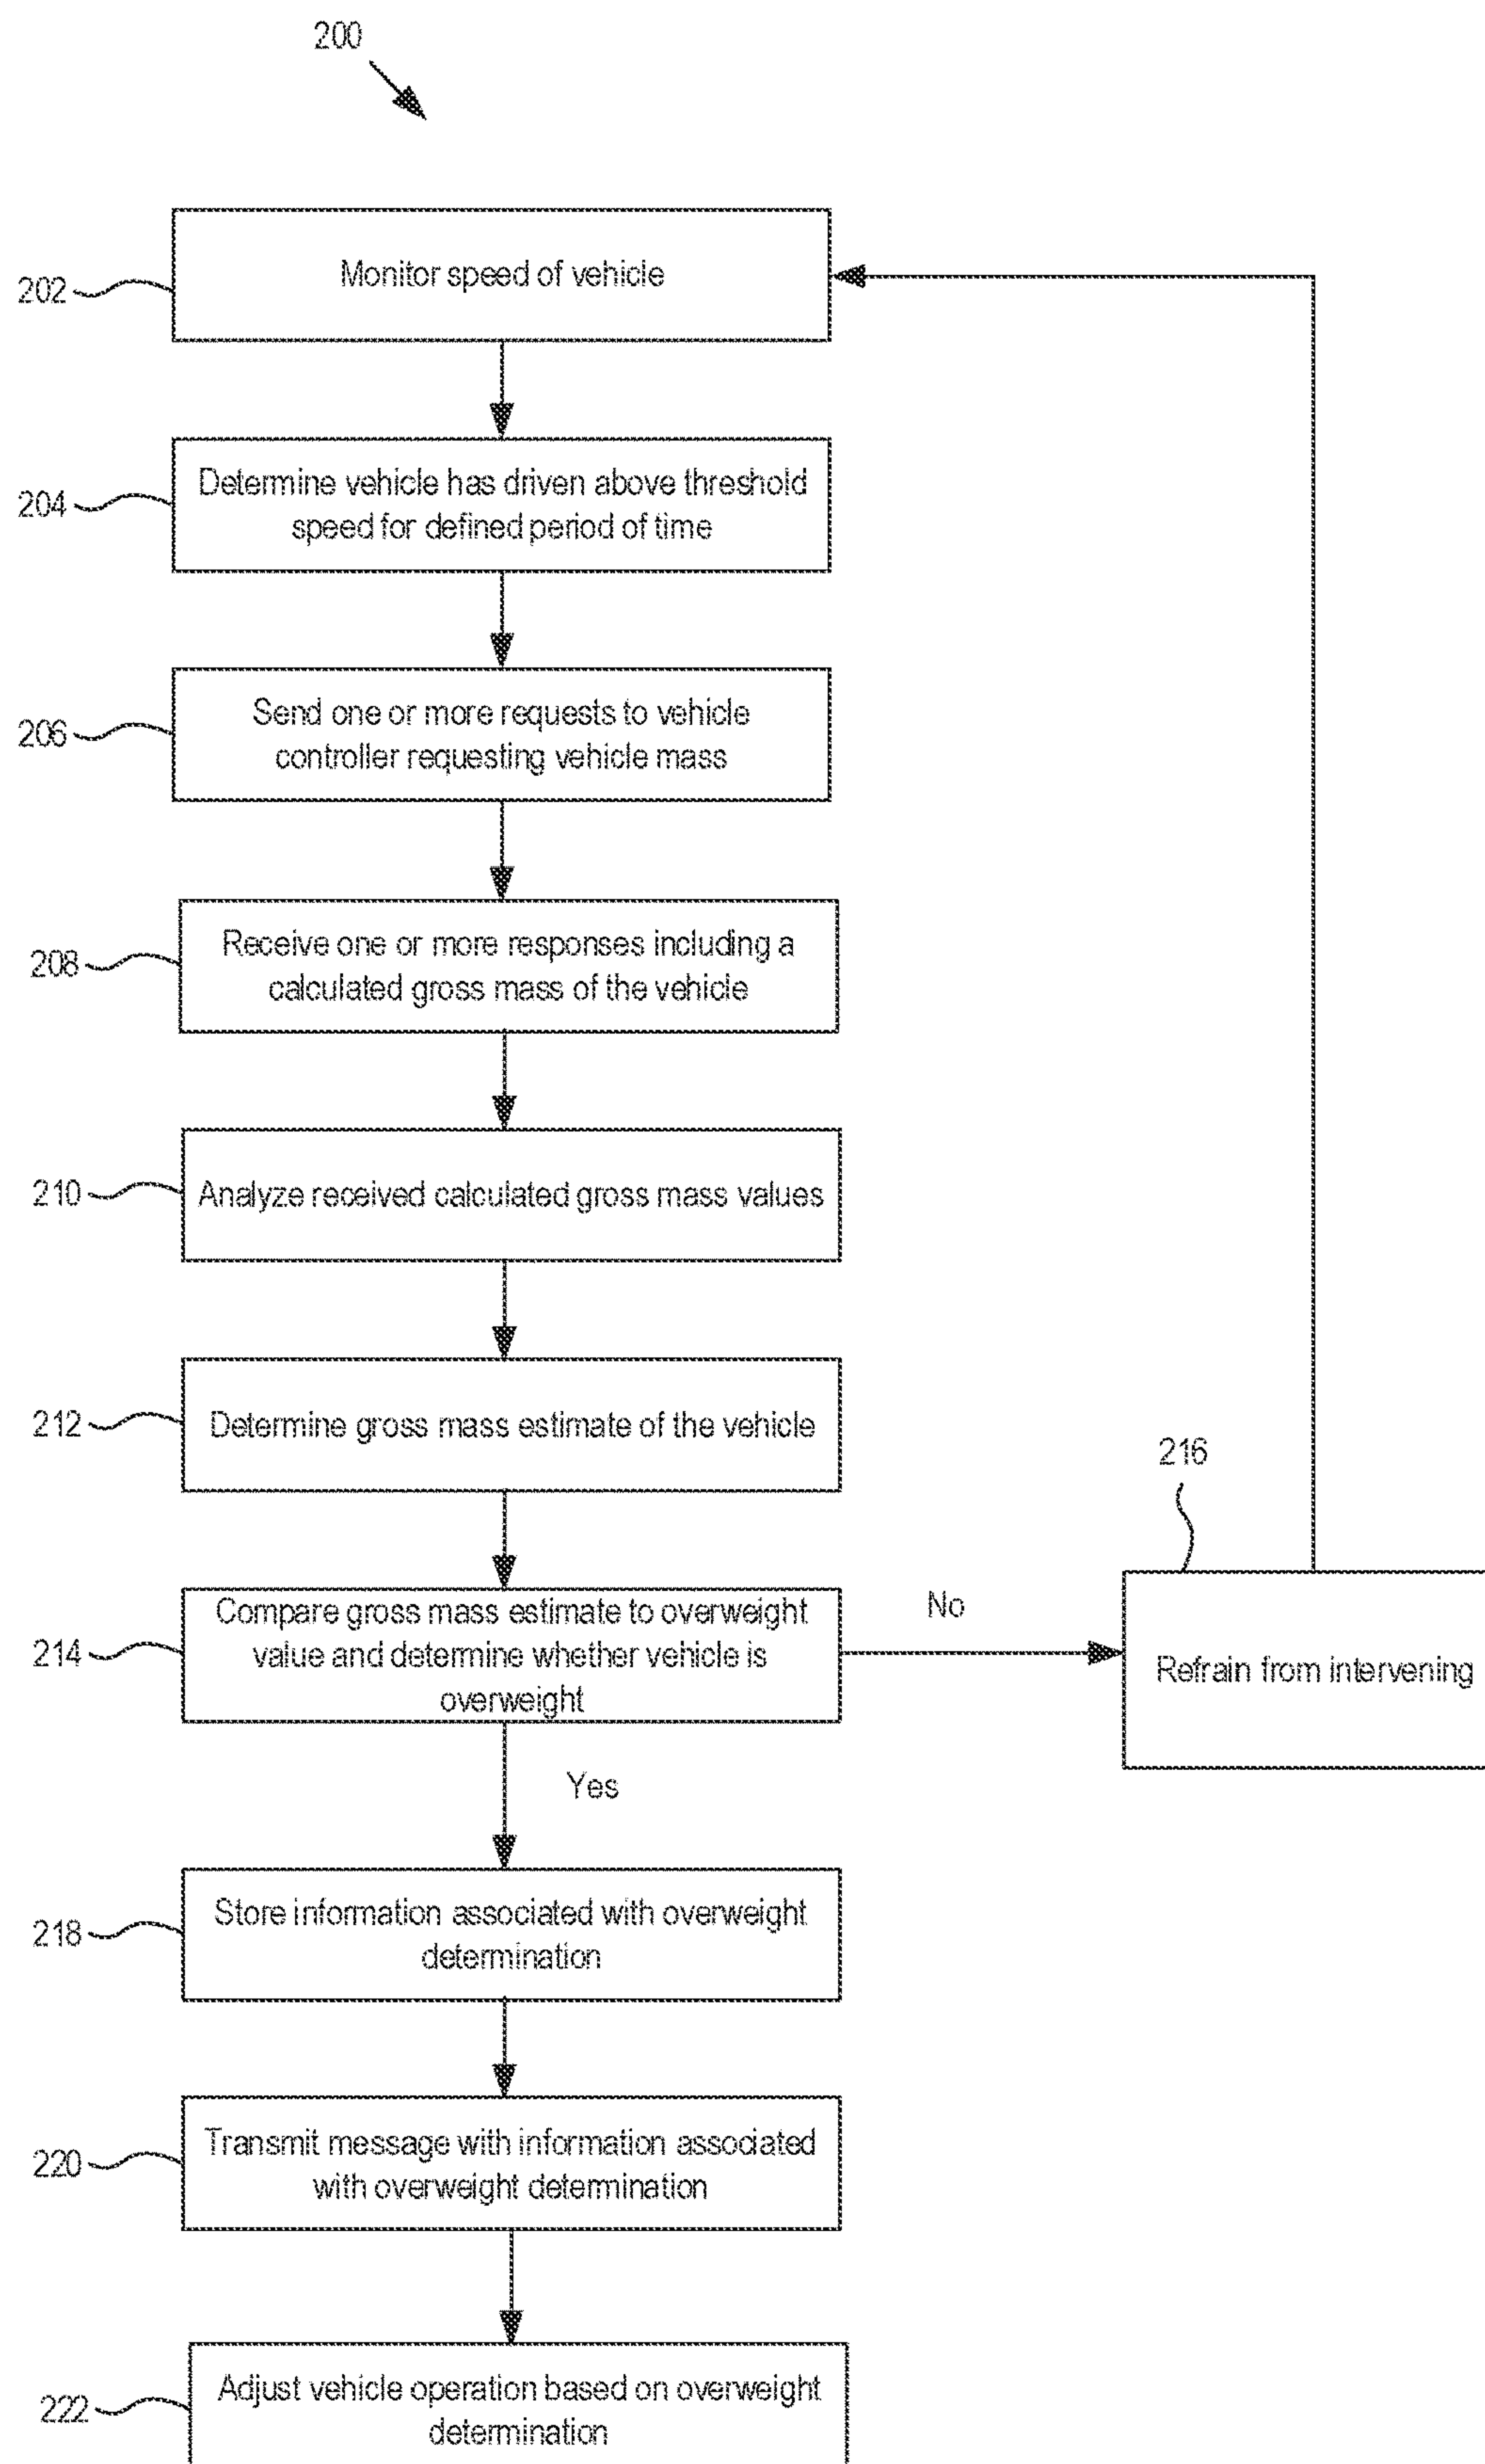 200
202
Monitor speed of vehicle
204
Determine vehicle has driven above threshold
speed for defined period of time
206
Send one or more requests to vehicle
controller requesting vehicle mass
208
Receive one or more responses including a
calculated gross mass of the vehicle
210
Analyze received calculated gross mass values
212
Determine gross mass estimate of the vehicle
214
Compare gross mass estimate to overweight
value and determine whether vehicle is
overweight
No
216
Refrain from intervening
Yes
218
Store information associated with overweight
determination
220
Transmit message with information associated
with overweight determination
222
Adjust vehicle operation based on overweight
determination